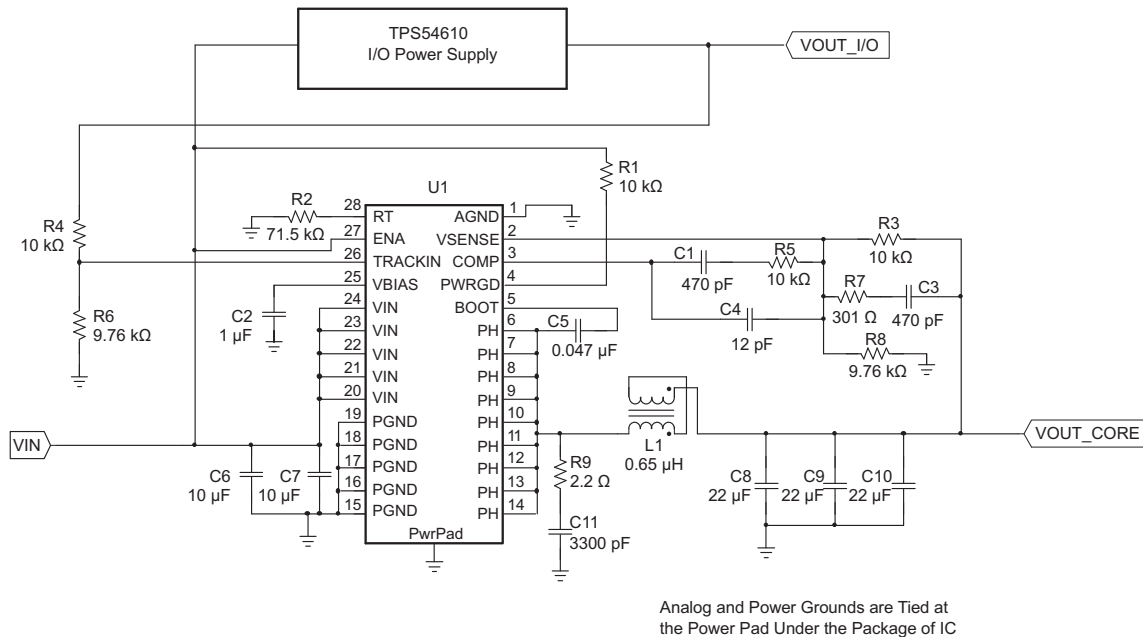 TPS54610
I/O Power Supply
VOUT_I/O
R1
10 kΩ
U1
R4
10 kΩ
R2
71.5 kΩ
28
RT
AGND
1
27
ENA
VSENSE
2
26
TRACKIN
COMP
3
25
VBIAS
PWRGD
4
24
VIN
BOOT
5
23
VIN
PH
6
22
VIN
PH
7
21
VIN
PH
8
20
VIN
PH
9
19
PGND
PH
10
18
PGND
PH
11
17
PGND
PH
12
16
PGND
PH
13
15
PGND
PH
14
PwrPad
R3
10 kΩ
C1
470 pF
R5
10 kΩ
R7
301 Ω
C3
470 pF
C4
12 pF
R8
9.76 kΩ
R6
9.76 kΩ
C2
1 µF
C5
0.047 µF
VIN
C6
10 µF
C7
10 µF
L1
0.65 µH
VOUT_CORE
R9
2.2 Ω
C11
3300 pF
C8
22 µF
C9
22 µF
C10
22 µF
Analog and Power Grounds are Tied at
the Power Pad Under the Package of IC